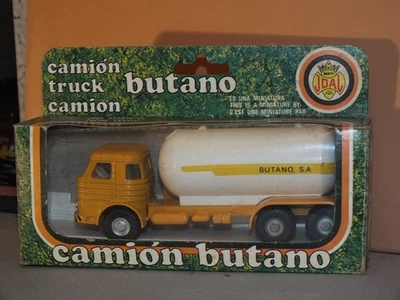 camión
truck
camion
butano
ES UNA MINIATURA
THIS IS A MINIATURE BY
C'EST UNE MINIATURE PAR
JOAL
BUTANO, S.A.
camión butano